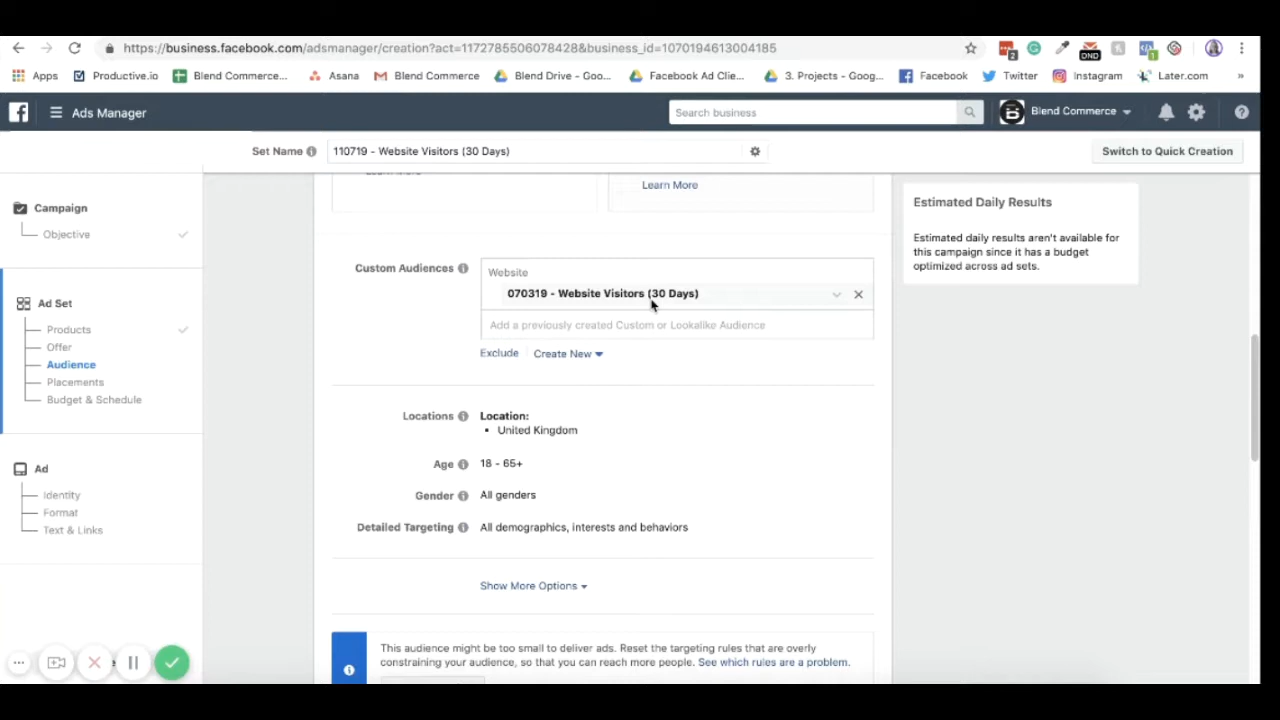 https://business.facebook.com/adsmanager/creation?act=1172785506078428&business_id=1070194613004185
2
DND
1
Apps
Productive.io
Blend Commerce...
Asana
Blend Commerce
Blend Drive - Goo...
Facebook Ad Clie...
3. Projects - Goog...
Facebook
Twitter
Instagram
Later.com
»
Ads Manager
Search business
Blend Commerce
Set Name
110719 - Website Visitors (30 Days)
Switch to Quick Creation
Learn More
Campaign
Objective
Ad Set
Products
Offer
Audience
Placements
Budget & Schedule
Ad
Identity
Format
Text & Links
Custom Audiences
Website
070319 - Website Visitors (30 Days)
Add a previously created Custom or Lookalike Audience
Exclude
Create New
Locations
Location:
• United Kingdom
Age
18 - 65+
Gender
All genders
Detailed Targeting
All demographics, interests and behaviors
Show More Options
This audience might be too small to deliver ads. Reset the targeting rules that are overly
constraining your audience, so that you can reach more people. See which rules are a problem.
Estimated Daily Results
Estimated daily results aren't available for
this campaign since it has a budget
optimized across ad sets.